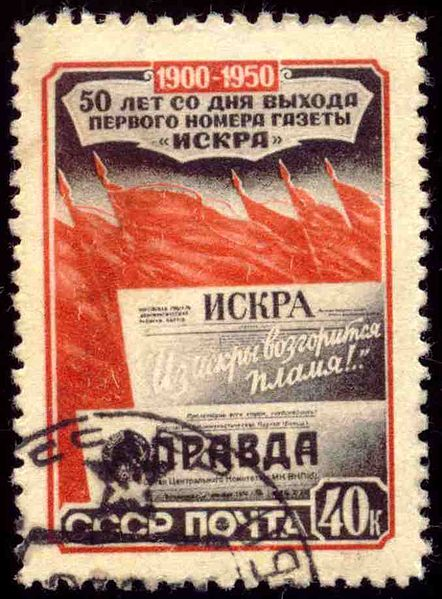 1900-1950
50 ЛЕТ СО ДНЯ ВЫХОДА
ПЕРВОГО НОМЕРА ГАЗЕТЫ
«ИСКРА»
ИСКРА
Из искры возгорится
пламя!.."
ПРАВДА
СССР ПОЧТА 40К